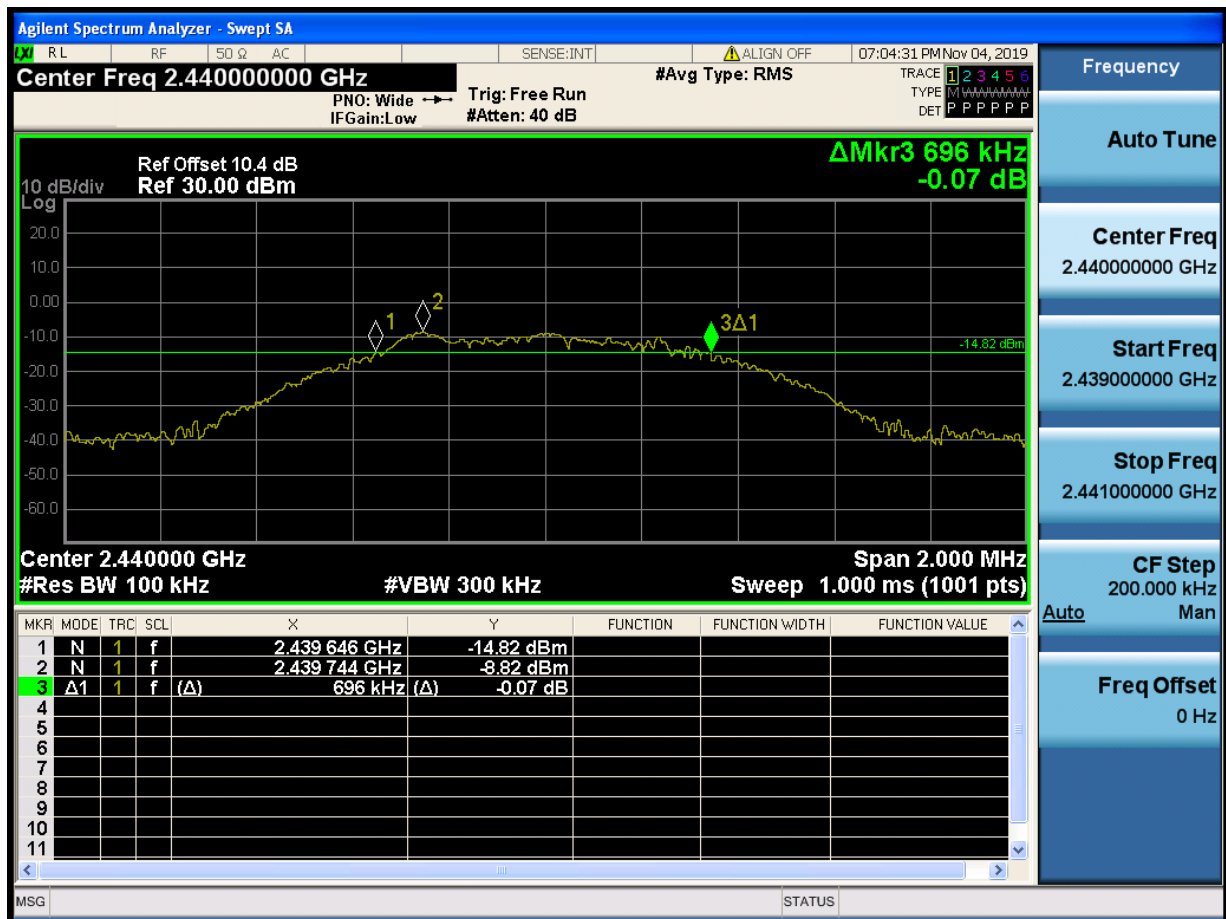 Agilent Spectrum Analyzer - Swept SA
LXI RL RF 50 Ω AC SENSE:INT ALIGN OFF 07:04:31 PM Nov 04, 2019
Center Freq 2.440000000 GHz
PNO: Wide
IFGain:Low
Trig: Free Run
#Atten: 40 dB
#Avg Type: RMS
TRACE 1 2 3 4 5 6
TYPE M WWWWW
DET P P P P P P
10 dB/div
Log
Ref Offset 10.4 dB
Ref 30.00 dBm
ΔMkr3 696 kHz
-0.07 dB
20.0
10.0
0.00
-10.0
-20.0
-30.0
-40.0
-50.0
-60.0
1
2
3Δ1
-14.82 dBm
Center 2.440000 GHz
Span 2.000 MHz
#Res BW 100 kHz
#VBW 300 kHz
Sweep 1.000 ms (1001 pts)
MKR MODE TRC SCL X Y FUNCTION FUNCTION WIDTH FUNCTION VALUE
1 N 1 f 2.439 646 GHz -14.82 dBm
2 N 1 f 2.439 744 GHz -8.82 dBm
3 Δ1 1 f (Δ) 696 kHz (Δ) -0.07 dB
4
5
6
7
8
9
10
11
MSG
STATUS
Frequency
Auto Tune
Center Freq
2.440000000 GHz
Start Freq
2.439000000 GHz
Stop Freq
2.441000000 GHz
CF Step
200.000 kHz
Auto Man
Freq Offset
0 Hz